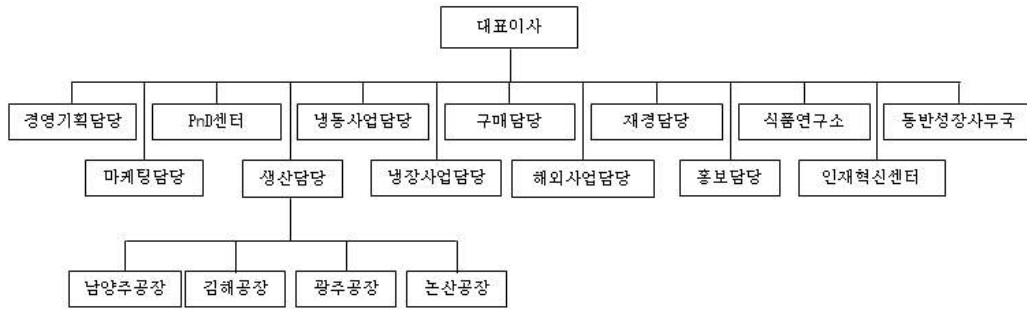 대표이사
경영기획담당 PnD센터 냉동사업담당 구매담당 재경담당 식품연구소 동반성장사무국
마케팅담당 생산담당 냉장사업담당 해외사업담당 홍보담당 인재혁신센터
남양주공장 김해공장 광주공장 논산공장